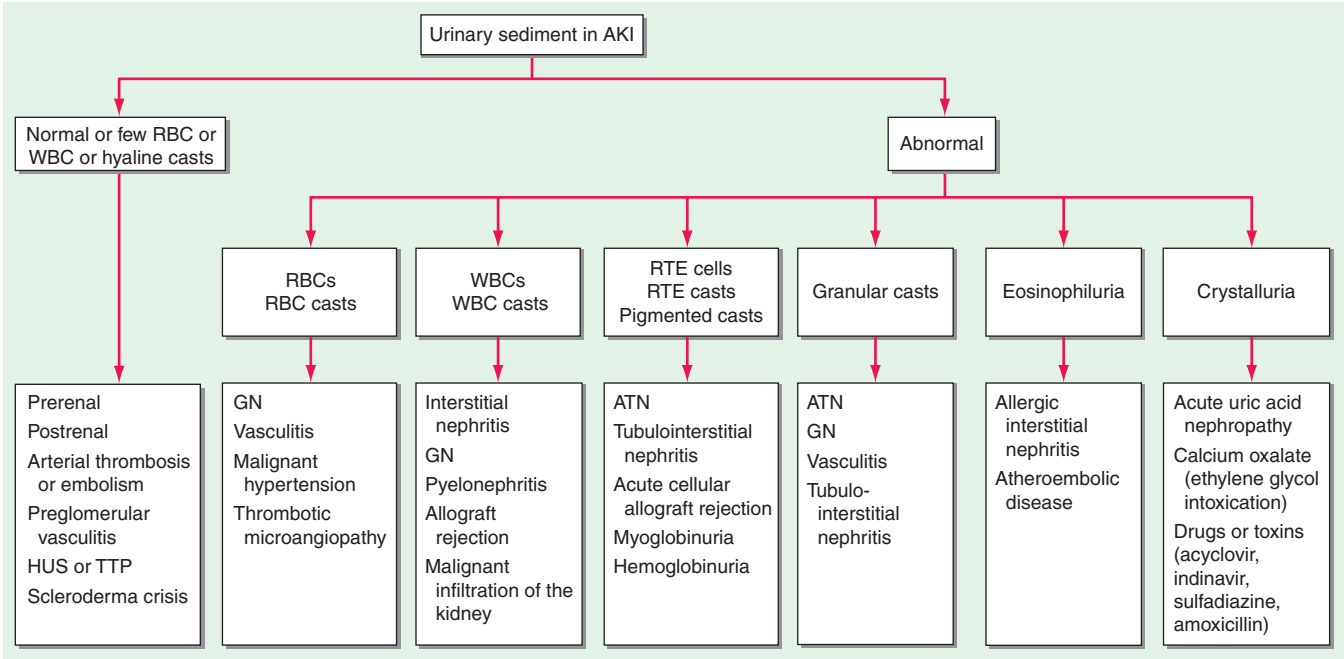 Urinary sediment in AKI
Normal or few RBC or
WBC or hyaline casts
Abnormal
RBCs
RBC casts
WBCs
WBC casts
RTE cells
RTE casts
Pigmented casts
Granular casts
Eosinophiluria
Crystalluria
Prerenal
Postrenal
Arterial thrombosis
or embolism
Preglomerular
vasculitis
HUS or TTP
Scleroderma crisis
GN
Vasculitis
Malignant
hypertension
Thrombotic
microangiopathy
Interstitial
nephritis
GN
Pyelonephritis
Allograft
rejection
Malignant
infiltration of the
kidney
ATN
Tubulointerstitial
nephritis
Acute cellular
allograft rejection
Myoglobinuria
Hemoglobinuria
ATN
GN
Vasculitis
Tubulo-
interstitial
nephritis
Allergic
interstitial
nephritis
Atheroembolic
disease
Acute uric acid
nephropathy
Calcium oxalate
(ethylene glycol
intoxication)
Drugs or toxins
(acyclovir,
indinavir,
sulfadiazine,
amoxicillin)